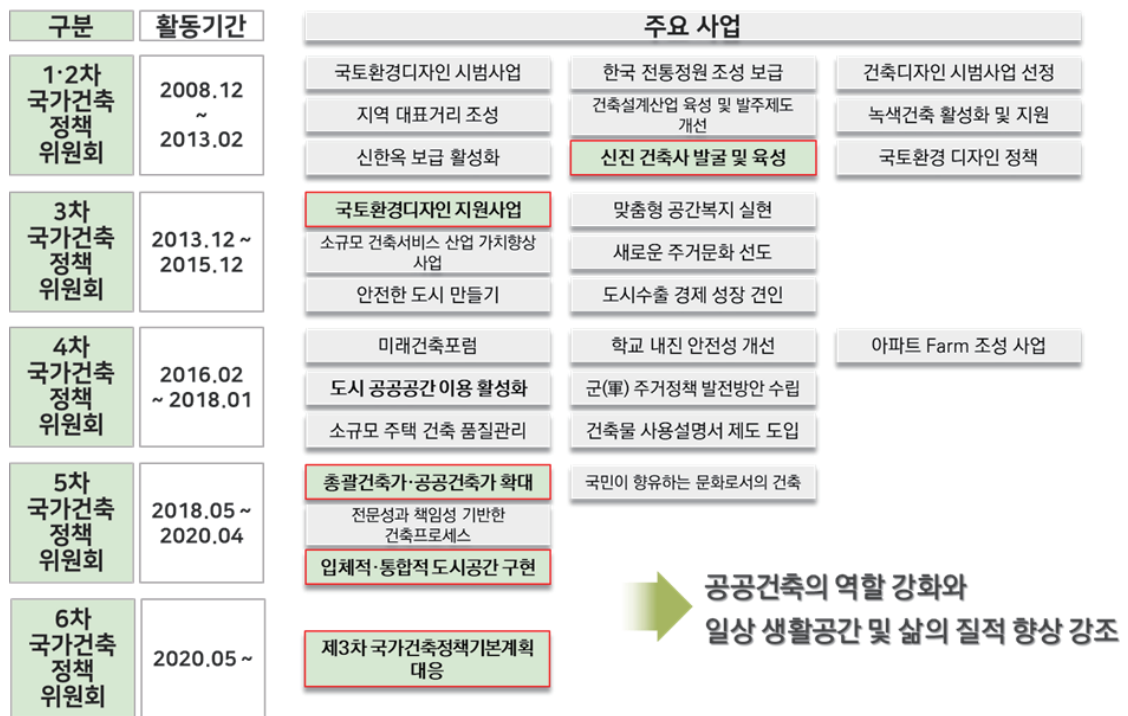 구분
활동기간
주요 사업
1·2차
국가건축
정책
위원회
2008.12
~
2013.02
국토환경디자인 시범사업
한국 전통정원 조성 보급
건축디자인 시범사업 선정
지역 대표거리 조성
건축설계산업 육성 및 발주제도
개선
녹색건축 활성화 및 지원
신한옥 보급 활성화
신진 건축사 발굴 및 육성
국토환경 디자인 정책
3차
국가건축
정책
위원회
2013.12 ~
2015.12
국토환경디자인 지원사업
맞춤형 공간복지 실현
소규모 건축서비스 산업 가치향상
사업
새로운 주거문화 선도
안전한 도시 만들기
도시수출 경제 성장 견인
4차
국가건축
정책
위원회
2016.02
~ 2018.01
미래건축포럼
학교 내진 안전성 개선
아파트 Farm 조성 사업
도시 공공공간 이용 활성화
군(軍) 주거정책 발전방안 수립
소규모 주택 건축 품질관리
건축물 사용설명서 제도 도입
5차
국가건축
정책
위원회
2018.05 ~
2020.04
총괄건축가·공공건축가 확대
국민이 향유하는 문화로서의 건축
전문성과 책임성 기반한
건축프로세스
입체적·통합적 도시공간 구현
6차
국가건축
정책
위원회
2020.05 ~
제3차 국가건축정책기본계획
대응
공공건축의 역할 강화와
일상 생활공간 및 삶의 질적 향상 강조